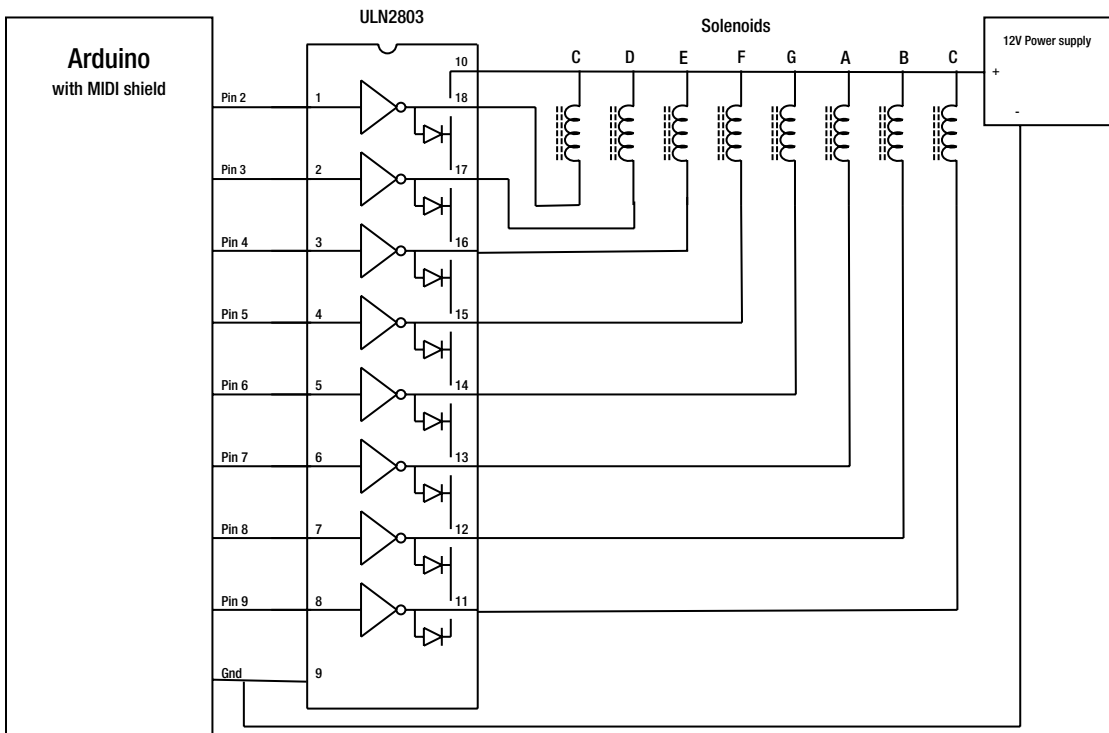 ULN2803
Solenoids
Arduino
with MIDI shield
12V Power supply
+
-
C D E F G A B C
10
Pin 2 1 18
Pin 3 2 17
Pin 4 3 16
Pin 5 4 15
Pin 6 5 14
Pin 7 6 13
Pin 8 7 12
Pin 9 8 11
Gnd 9